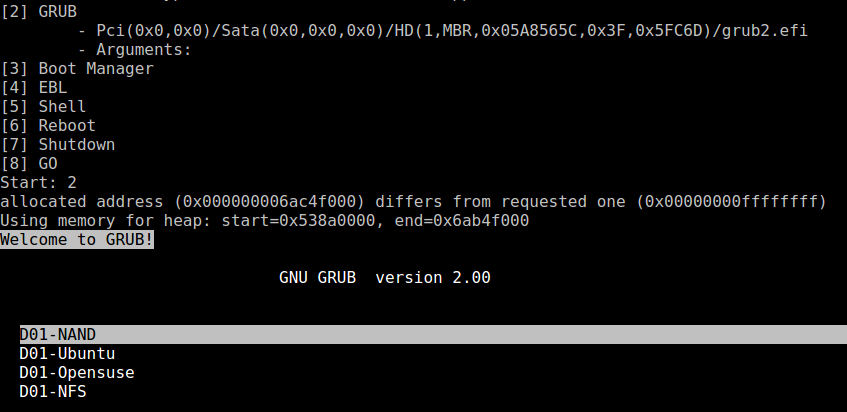 [2] GRUB
- Pci(0x0,0x0)/Sata(0x0,0x0,0x0)/HD(1,MBR,0x05A8565C,0x3F,0x5FC6D)/grub2.efi
- Arguments:
[3] Boot Manager
[4] EBL
[5] Shell
[6] Reboot
[7] Shutdown
[8] GO
Start: 2
allocated address (0x000000006ac4f000) differs from requested one (0x00000000ffffffff)
Using memory for heap: start=0x538a0000, end=0x6ab4f000
Welcome to GRUB!
GNU GRUB  version 2.00
D01-NAND
D01-Ubuntu
D01-Opensuse
D01-NFS